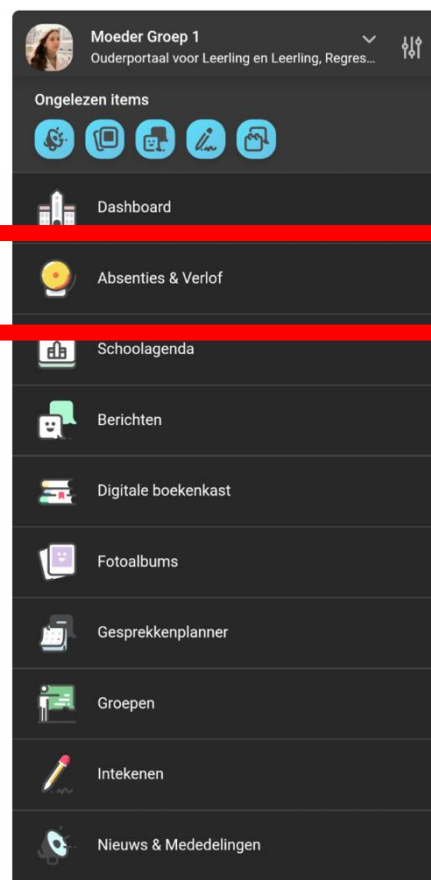 Moeder Groep 1
Ouderportaal voor Leerling en Leerling, Regres...
Ongelezen items
Dashboard
Absenties & Verlof
Schoolagenda
Berichten
Digitale boekenkast
Fotoalbums
Gesprekkenplanner
Groepen
Intekenen
Nieuws & Mededelingen